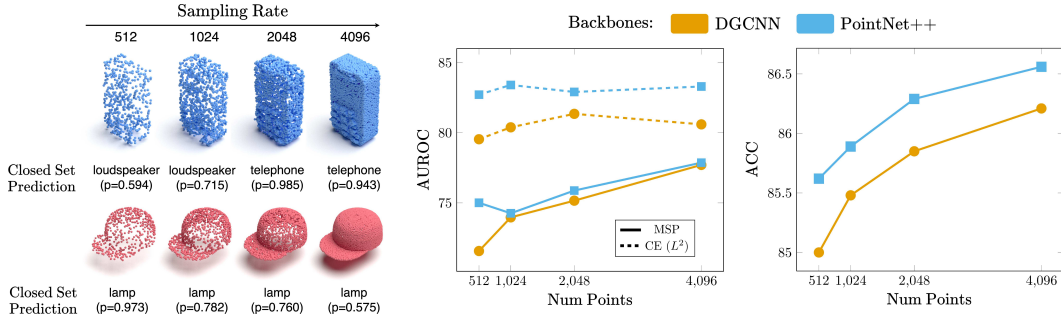 Sampling Rate
512 1024 2048 4096
Closed Set Prediction
loudspeaker (p=0.594)
loudspeaker (p=0.715)
telephone (p=0.985)
telephone (p=0.943)
Closed Set Prediction
lamp (p=0.973)
lamp (p=0.782)
lamp (p=0.760)
lamp (p=0.575)
Backbones: DGCNN PointNet++
AUROC
85
80
75
MSP
CE (L²)
512 1,024 2,048 4,096
Num Points
ACC
86.5
86
85.5
85
512 1,024 2,048 4,096
Num Points